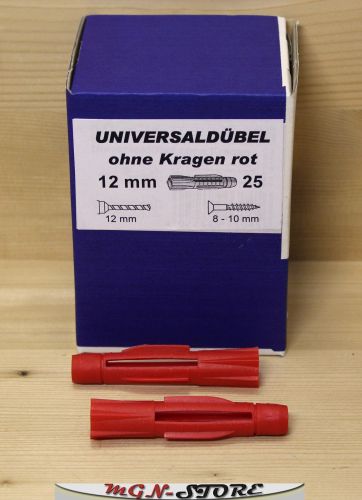 UNIVERSALDÜBEL
ohne Kragen rot
12 mm 25
12 mm 8 - 10 mm
MGN-STORE